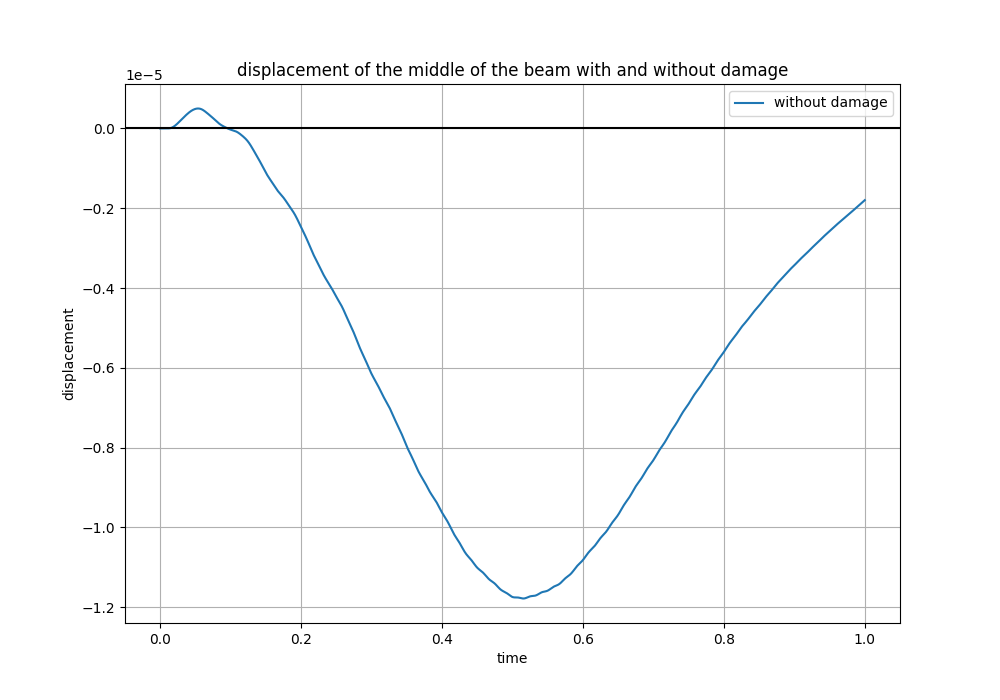 displacement of the middle of the beam with and without damage
1e−5
without damage
0.0
−0.2
−0.4
−0.6
−0.8
−1.0
−1.2
displacement
0.0 0.2 0.4 0.6 0.8 1.0
time